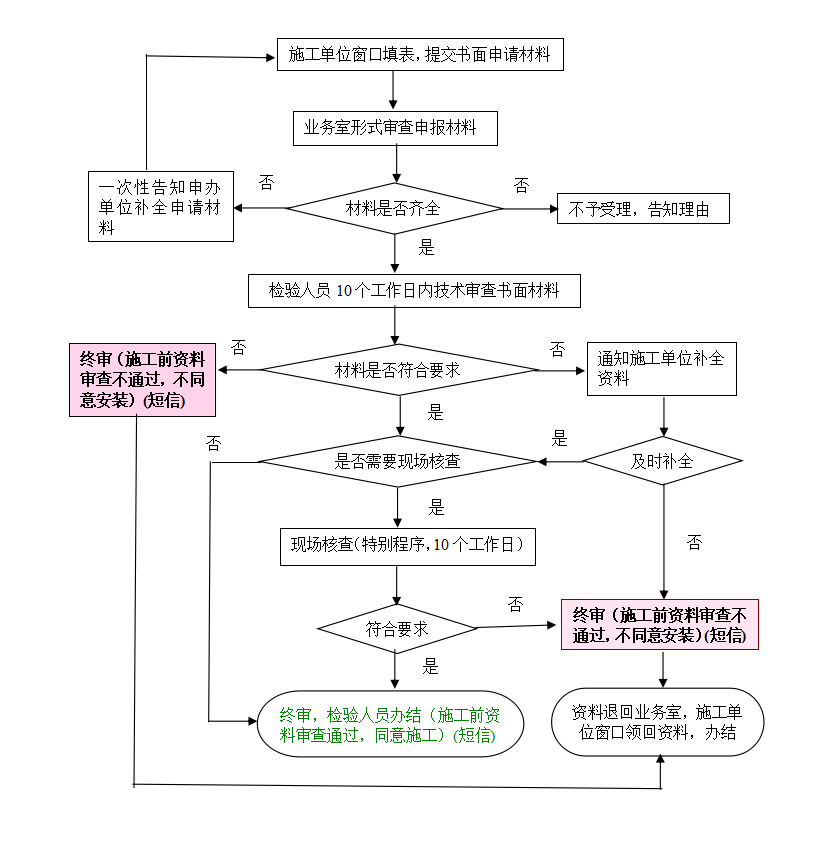 施工单位窗口填表，提交书面申请材料
业务室形式审查申报材料
一次性告知申办
单位补全申请材
料
否
材料是否齐全
否
不予受理，告知理由
是
检验人员 10 个工作日内技术审查书面材料
终审（施工前资料
审查不通过，不同
意安装）(短信)
否
材料是否符合要求
否
通知施工单位补全
资料
是
否
是否需要现场核查
是
及时补全
是
现场核查（特别程序，10 个工作日）
否
符合要求
否
终审（施工前资料审查不
通过，不同意安装）(短信)
是
终审，检验人员办结（施工前资
料审查通过，同意施工）(短信)
资料退回业务室，施工单
位窗口领回资料，办结